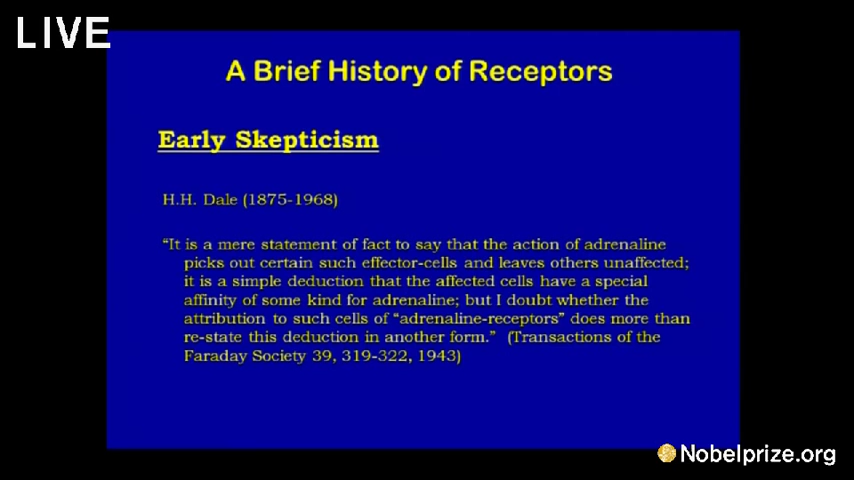 LIVE
A Brief History of Receptors
Early Skepticism
H.H. Dale (1875-1968)
“It is a mere statement of fact to say that the action of adrenaline
picks out certain such effector-cells and leaves others unaffected;
it is a simple deduction that the affected cells have a special
affinity of some kind for adrenaline; but I doubt whether the
attribution to such cells of “adrenaline-receptors” does more than
re-state this deduction in another form.” (Transactions of the
Faraday Society 39, 319-322, 1943)
Nobelprize.org